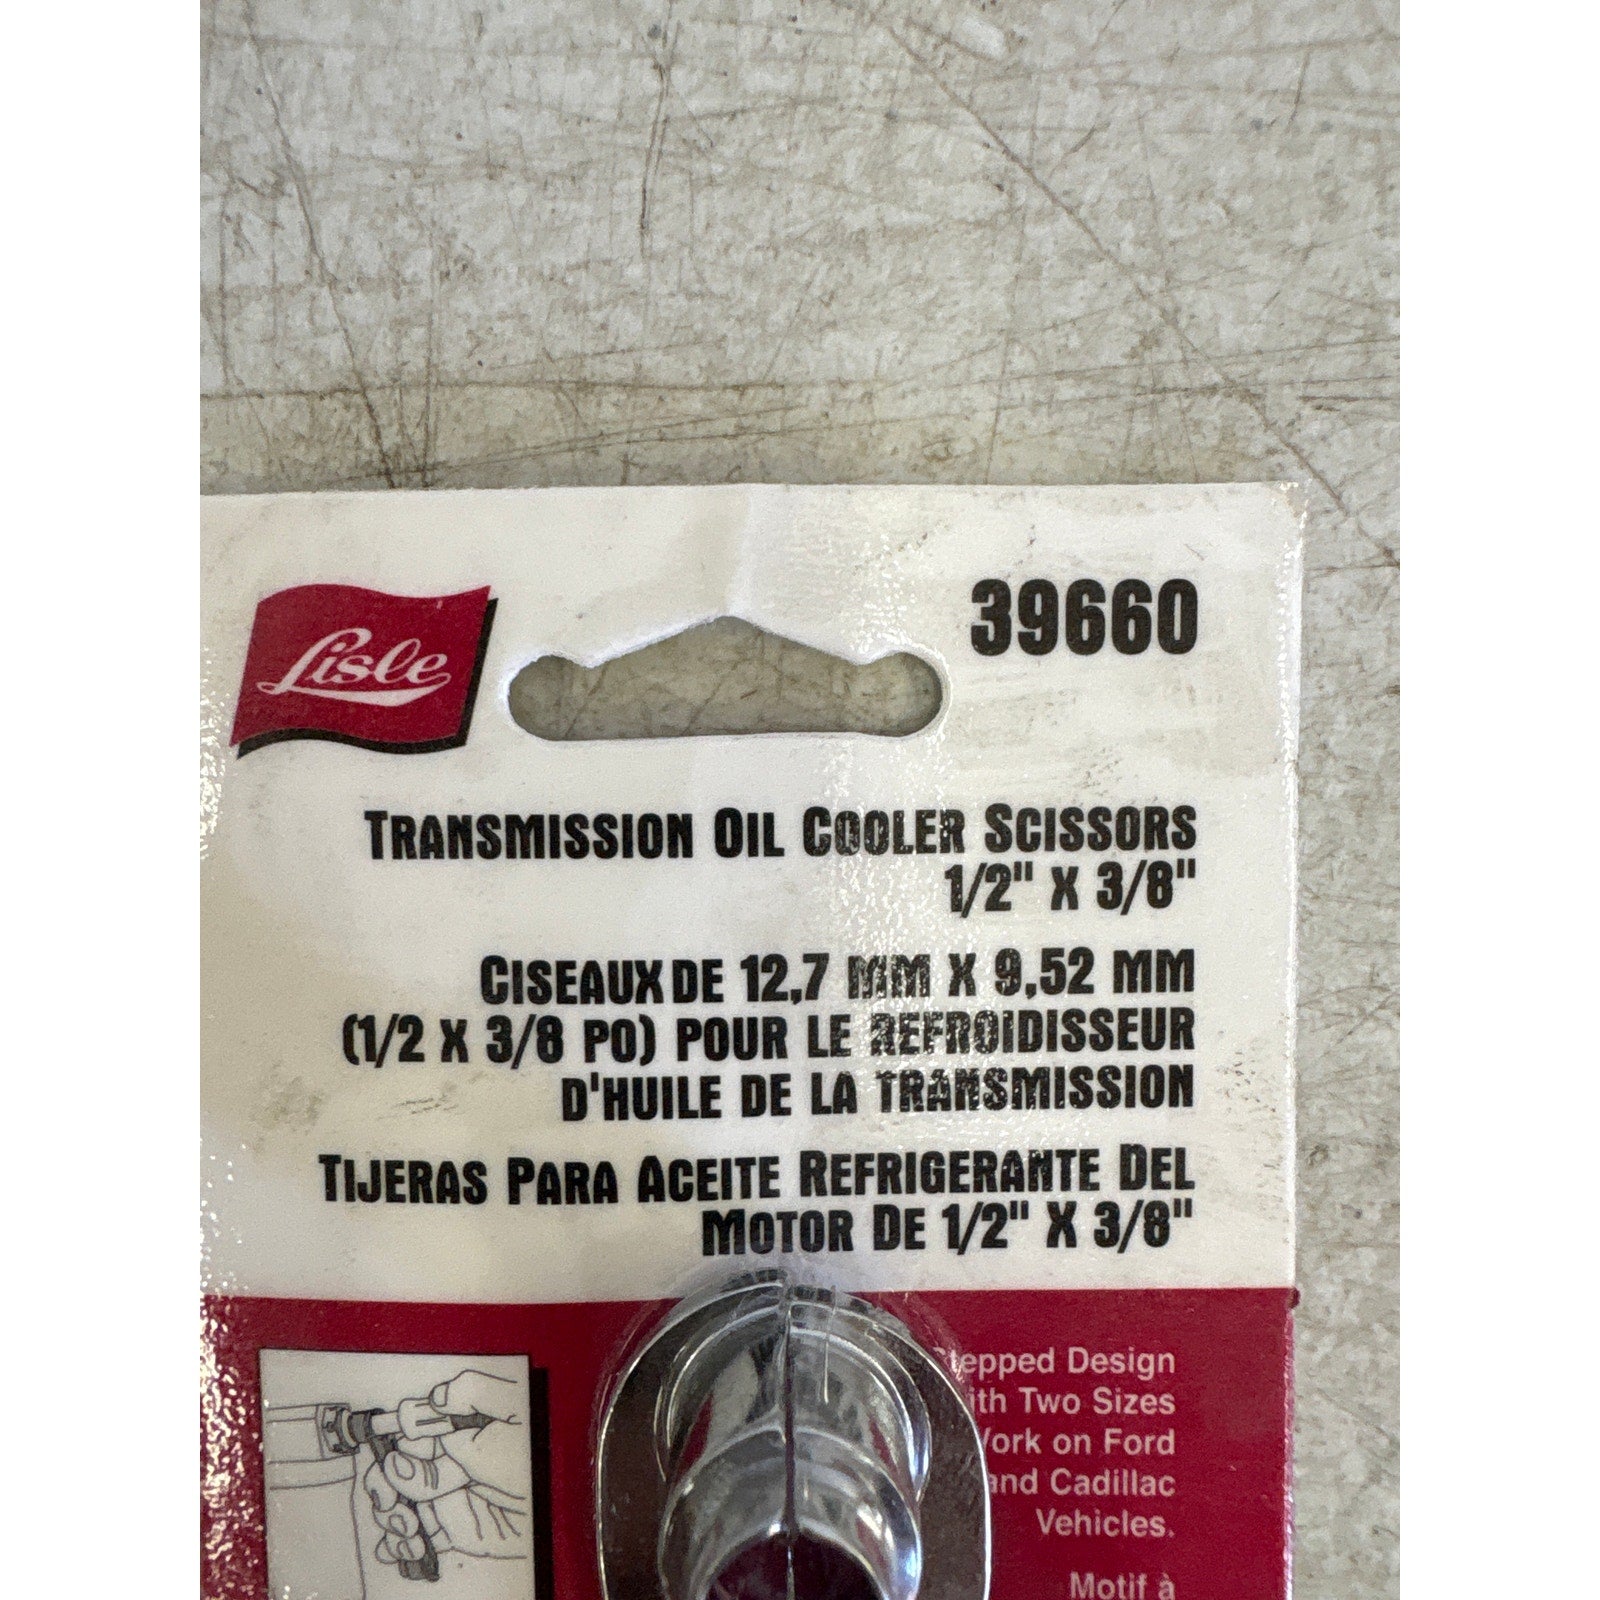 Lisle
39660
TRANSMISSION OIL COOLER SCISSORS
1/2" X 3/8"
CISEAUX DE 12,7 MM X 9,52 MM
(1/2 X 3/8 PO) POUR LE REFROIDISSEUR
D'HUILE DE LA TRANSMISSION
TIJERAS PARA ACEITE REFRIGERANTE DEL
MOTOR DE 1/2" X 3/8"
Stepped Design
with Two Sizes
Work on Ford
and Cadillac
Vehicles.
Motif à